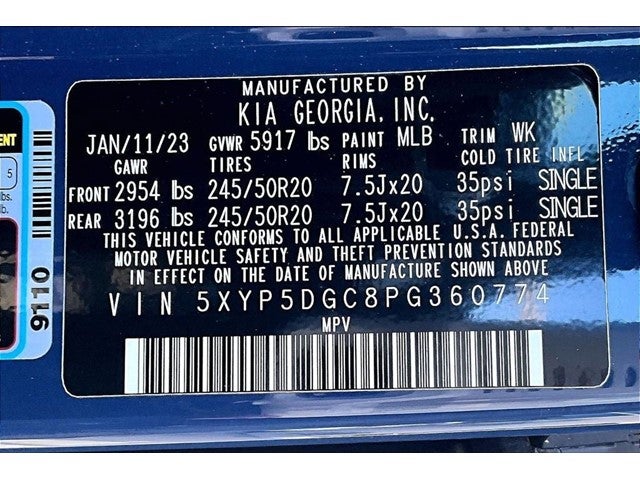 MANUFACTURED BY
KIA GEORGIA, INC.
JAN/11/23 GVWR 5917 lbs PAINT MLB TRIM WK
GAWR TIRES RIMS COLD TIRE INFL
FRONT 2954 lbs 245/50R20 7.5Jx20 35psi SINGLE
REAR 3196 lbs 245/50R20 7.5Jx20 35psi SINGLE
THIS VEHICLE CONFORMS TO ALL APPLICABLE U.S.A. FEDERAL
MOTOR VEHICLE SAFETY AND THEFT PREVENTION STANDARDS
IN EFFECT ON THE DATE OF MANUFACTURE SHOWN ABOVE
VIN 5XYP5DGC8PG360774
MPV
5
lbs.
lb.
9110